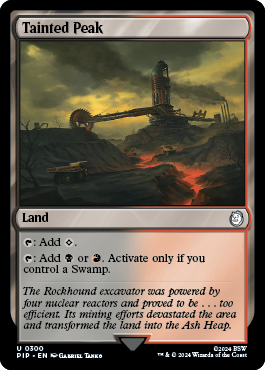 Tainted Peak
Land
: Add .
: Add or . Activate only if you
control a Swamp.
The Rockhound excavator was powered by
four nuclear reactors and proved to be . . . too
efficient. Its mining efforts devastated the area
and transformed the land into the Ash Heap.
U 0300
©2024 BSW
PIP • EN Gabriel Tanko
™ & © 2024 Wizards of the Coast